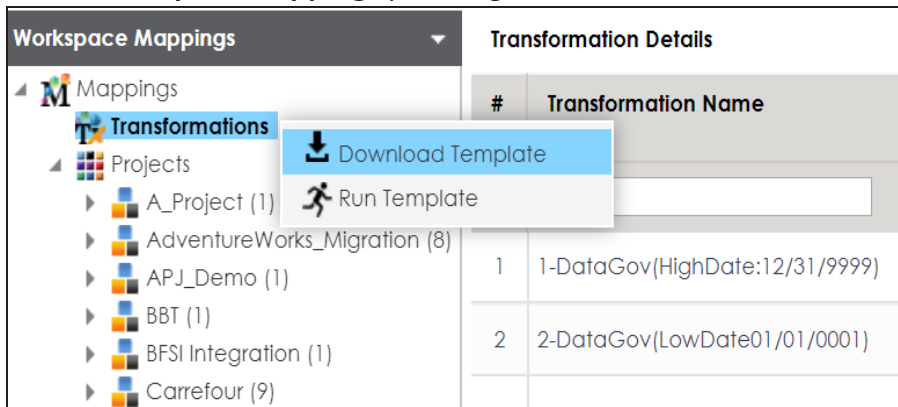 Workspace Mappings
Mappings
Transformations
Projects
A_Project (1)
AdventureWorks_Migration (8)
APJ_Demo (1)
BBT (1)
BFSI Integration (1)
Carrefour (9)
Download Template
Run Template
Transformation Details
# Transformation Name
1 1-DataGov(HighDate:12/31/9999)
2 2-DataGov(LowDate01/01/0001)